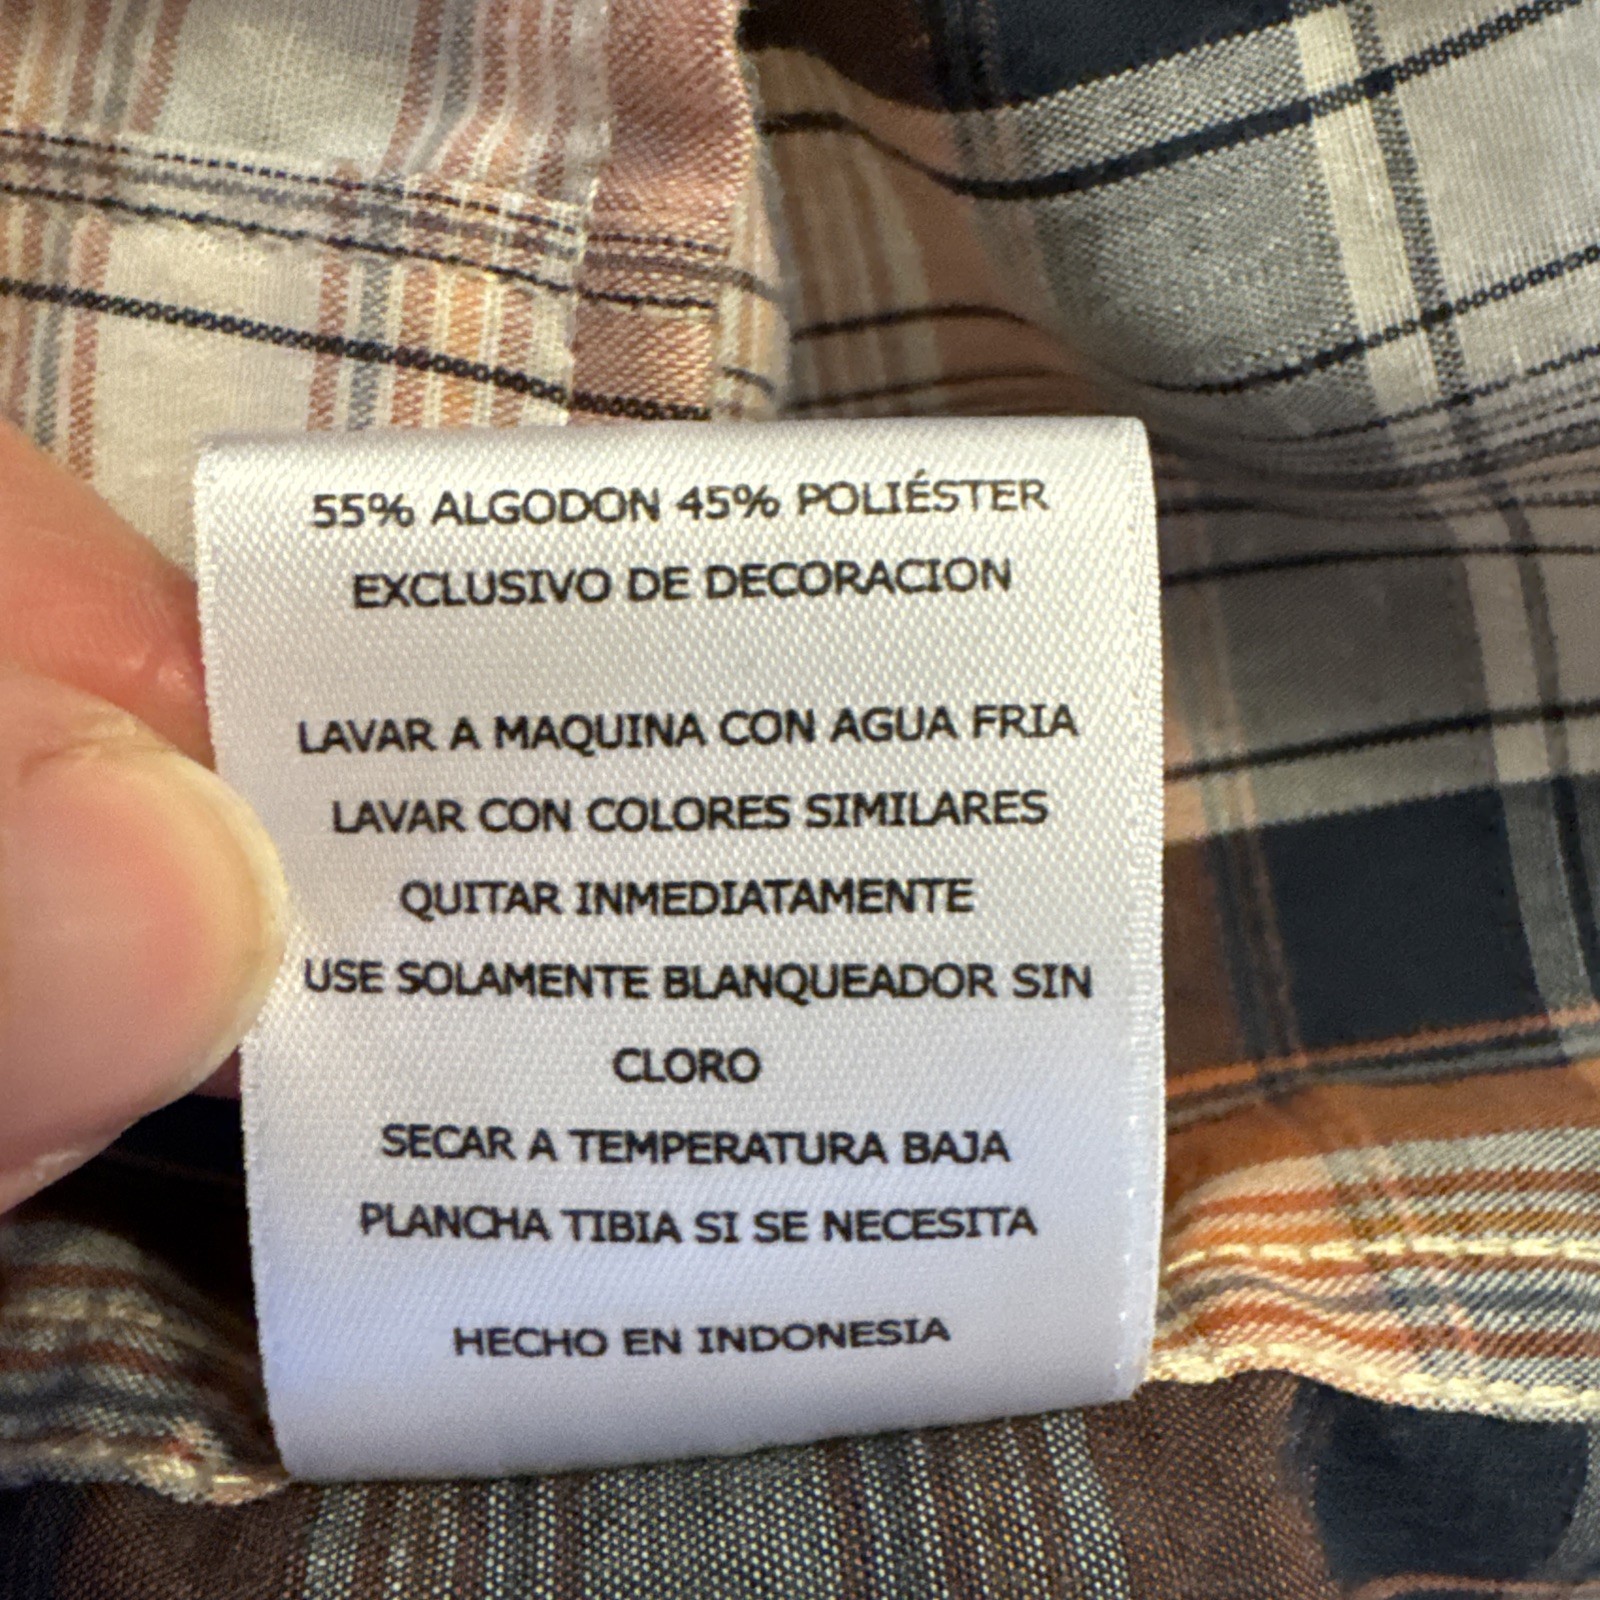 55% ALGODON 45% POLIÉSTER
EXCLUSIVO DE DECORACION
LAVAR A MAQUINA CON AGUA FRIA
LAVAR CON COLORES SIMILARES
QUITAR INMEDIATAMENTE
USE SOLAMENTE BLANQUEADOR SIN
CLORO
SECAR A TEMPERATURA BAJA
PLANCHA TIBIA SI SE NECESITA
HECHO EN INDONESIA